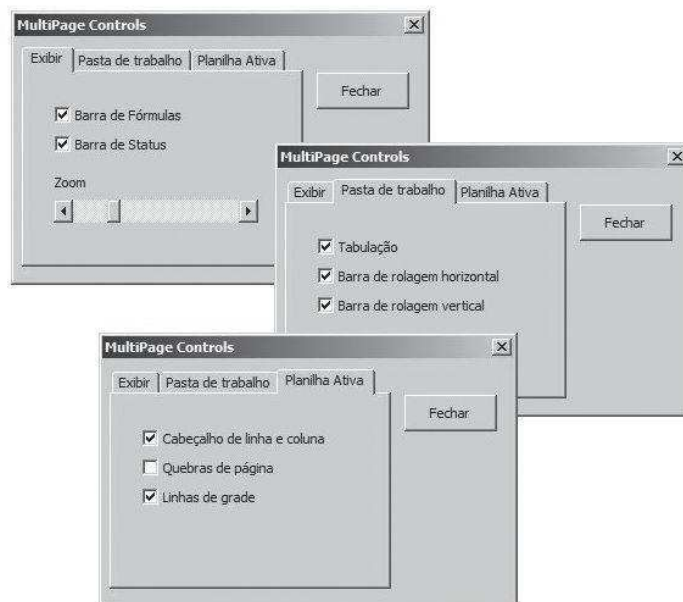 MultiPage Controls
Exibir Pasta de trabalho Planilha Ativa
Fechar
Barra de Fórmulas
Barra de Status
Zoom
MultiPage Controls
Exibir Pasta de trabalho Planilha Ativa
Fechar
Tabulação
Barra de rolagem horizontal
Barra de rolagem vertical
MultiPage Controls
Exibir Pasta de trabalho Planilha Ativa
Fechar
Cabeçalho de linha e coluna
Quebras de página
Linhas de grade